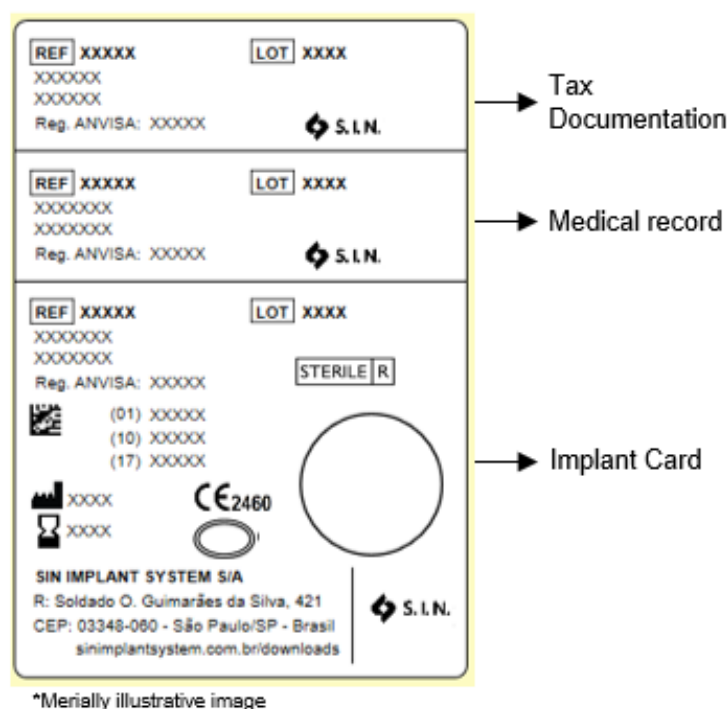 REF XXXXX LOT XXXX
XXXXXX
XXXXXX
Reg. ANVISA: XXXXX S.I.N.
Tax
Documentation
REF XXXXX LOT XXXX
XXXXXXX
XXXXXXX
Reg. ANVISA: XXXXX S.I.N.
Medical record
REF XXXXX LOT XXXX
XXXXXXX
XXXXXXX
Reg. ANVISA: XXXXX
STERILE R
(01) XXXXX
(10) XXXXX
(17) XXXXX
Implant Card
XXXX
CE2460
XXXX
SIN IMPLANT SYSTEM S/A
R: Soldado O. Guimarães da Silva, 421
CEP: 03348-060 - São Paulo/SP - Brasil
sinimplantsystem.com.br/downloads
S.I.N.
*Merially illustrative image